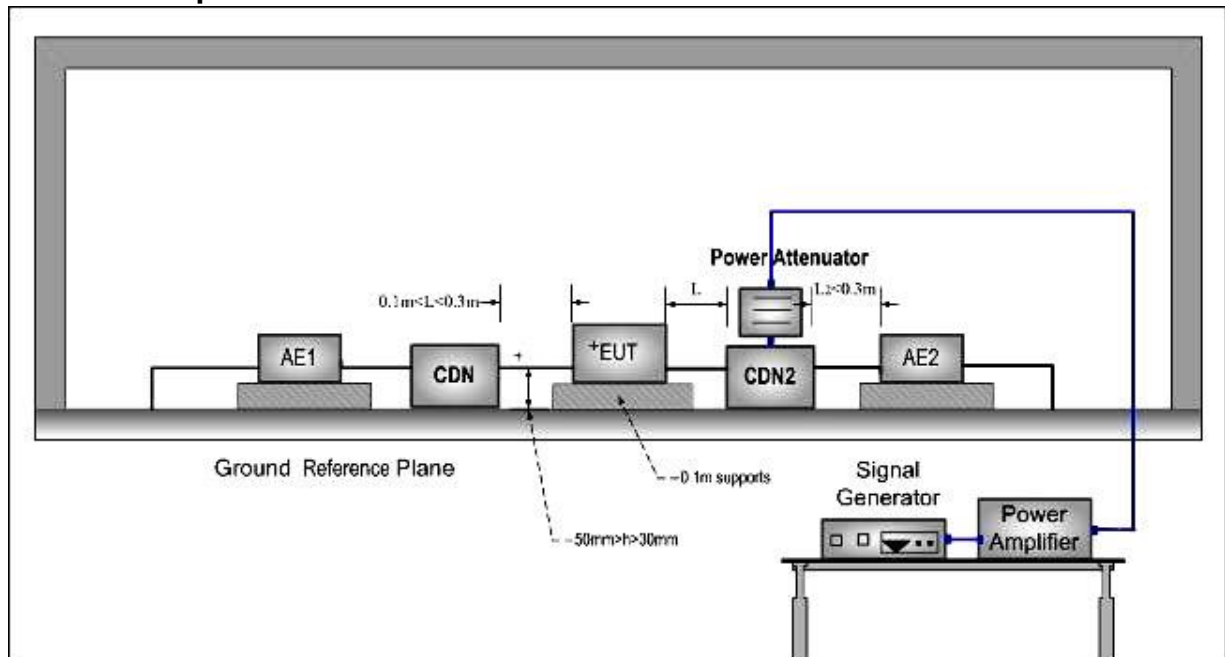 Power Attenuator
0.1m<L<0.3m
L
L2<0.3m
AE1
CDN
+
+EUT
CDN2
AE2
Ground Reference Plane
--0.1m supports
--50mm>h>30mm
Signal
Generator
Power
Amplifier